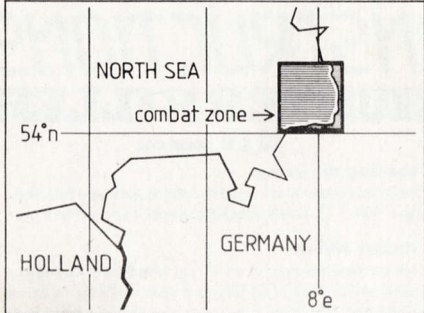 NORTH SEA
combat zone →
54°n
GERMANY
HOLLAND
8°e